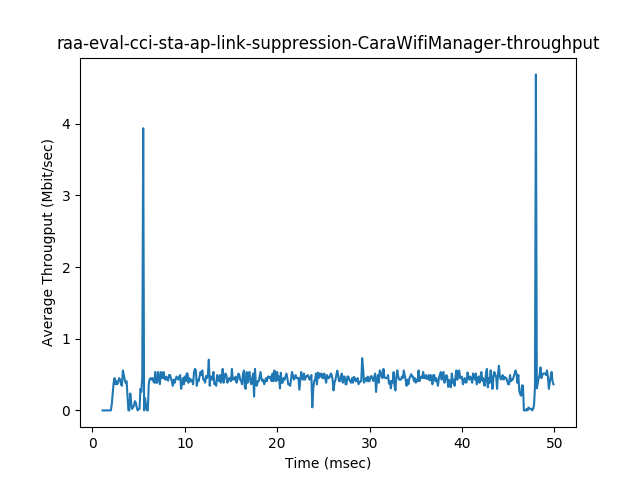 raa-eval-cci-sta-ap-link-suppression-CaraWifiManager-throughput
Average Througput (Mbit/sec)
4
3
2
1
0
0 10 20 30 40 50
Time (msec)